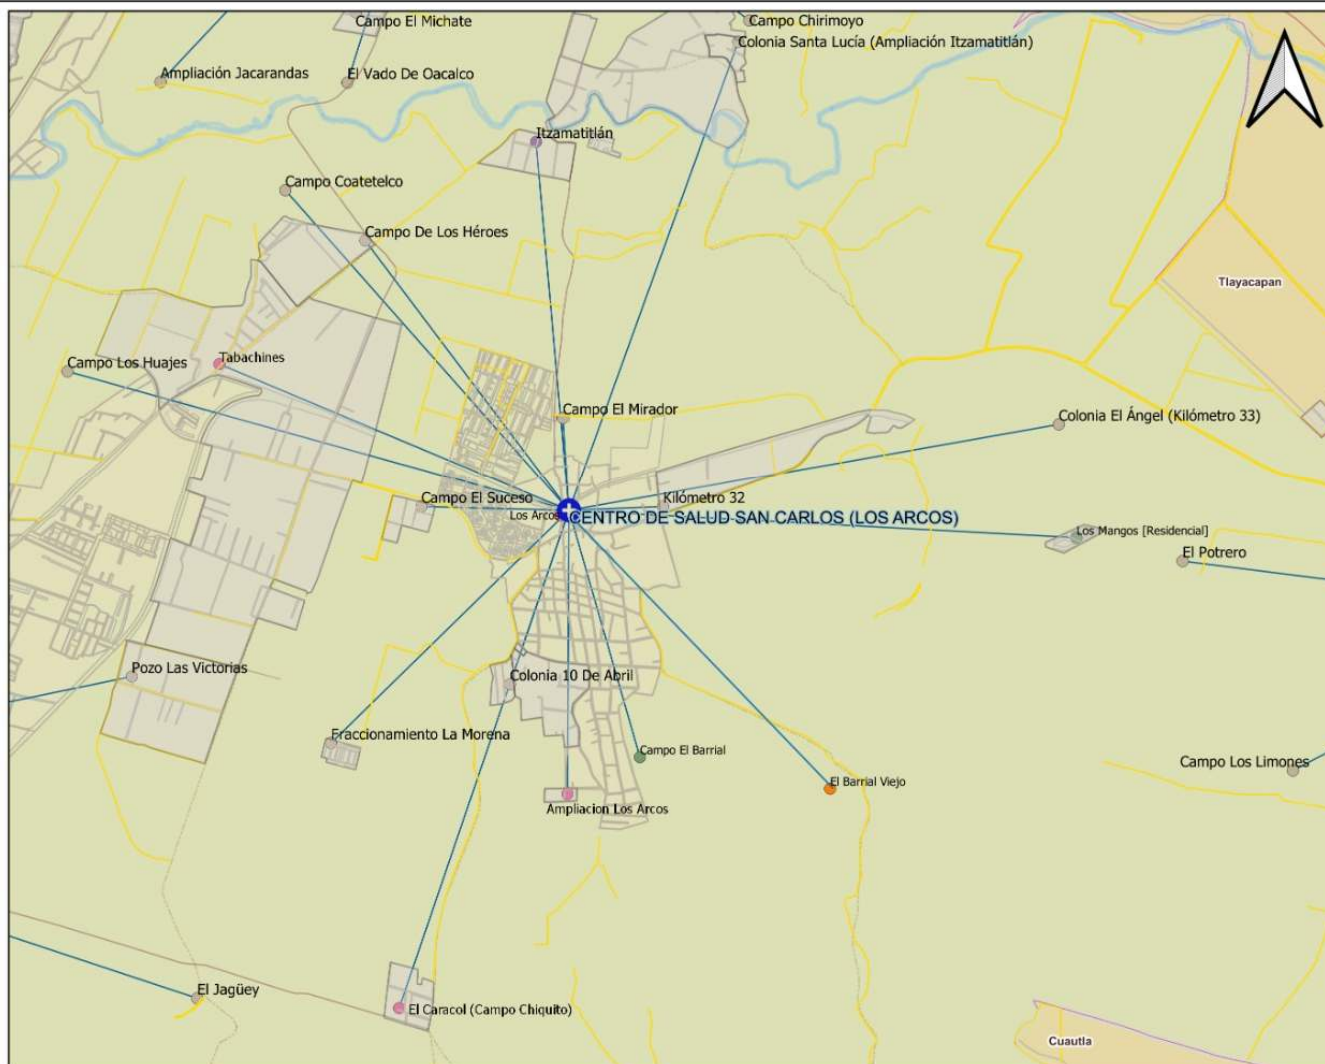 Campo El Michate
Campo Chirimoyo
Colonia Santa Lucía (Ampliación Itzamatitlán)
Ampliación Jacarandas
El Vado De Oacalco
Itzamatitlán
Campo Coatetelco
Campo De Los Héroes
Tlayacapan
Campo Los Huajes
Tabachines
Campo El Mirador
Colonia El Ángel (Kilómetro 33)
Campo El Suceso
Kilómetro 32
Los Arcos
CENTRO DE SALUD SAN CARLOS (LOS ARCOS)
Los Mangos [Residencial]
El Potrero
Pozo Las Victorias
Colonia 10 De Abril
Fraccionamiento La Morena
Campo El Barrial
Campo Los Limones
El Barrial Viejo
Ampliacion Los Arcos
El Jagüey
El Caracol (Campo Chiquito)
Cuautla